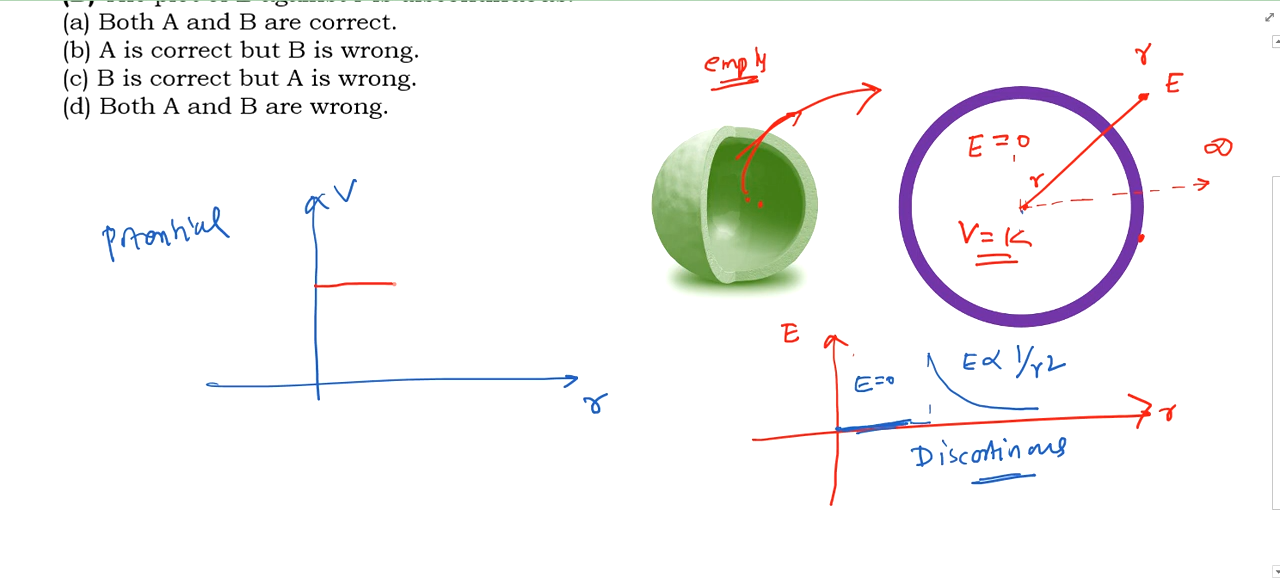 (a) Both A and B are correct.
(b) A is correct but B is wrong.
(c) B is correct but A is wrong.
(d) Both A and B are wrong.
empty
r
E
E = 0
∞
r
V = K
Potential
V
r
E
E=0
E ∝ 1/r2
r
Discontinous